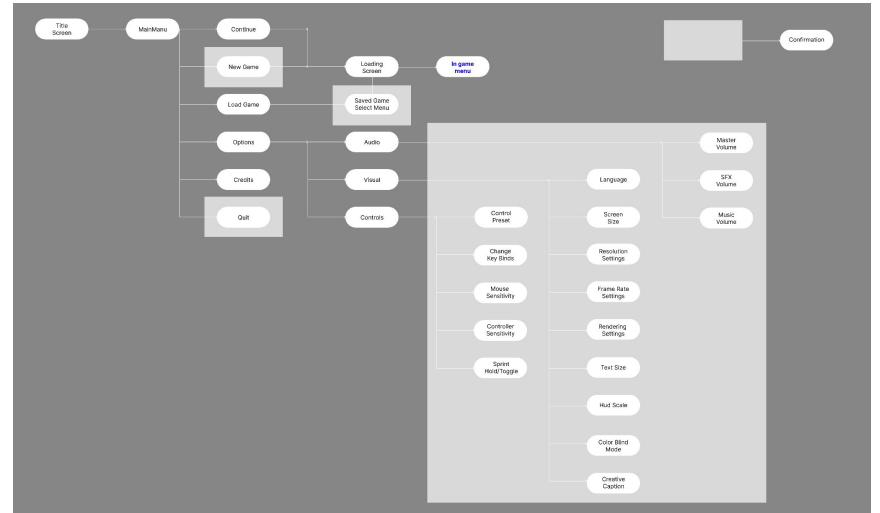 Title
Screen
MainManu
Continue
Confirmation
New Game
Loading
Screen
In game
menu
Load Game
Saved Game
Select Menu
Options
Audio
Master
Volume
Credits
Visual
Language
SFX
Volume
Quit
Controls
Control
Preset
Screen
Size
Music
Volume
Change
Key Binds
Resolution
Settings
Mouse
Sensitivity
Frame Rate
Settings
Controller
Sensitivity
Rendering
Settings
Sprint
Hold/Toggle
Text Size
Hud Scale
Color Blind
Mode
Creative
Caption